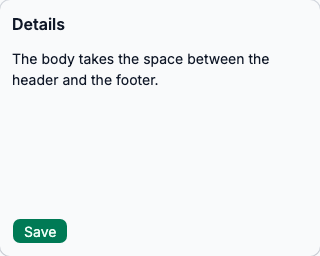 Details
The body takes the space between the
header and the footer.
Save